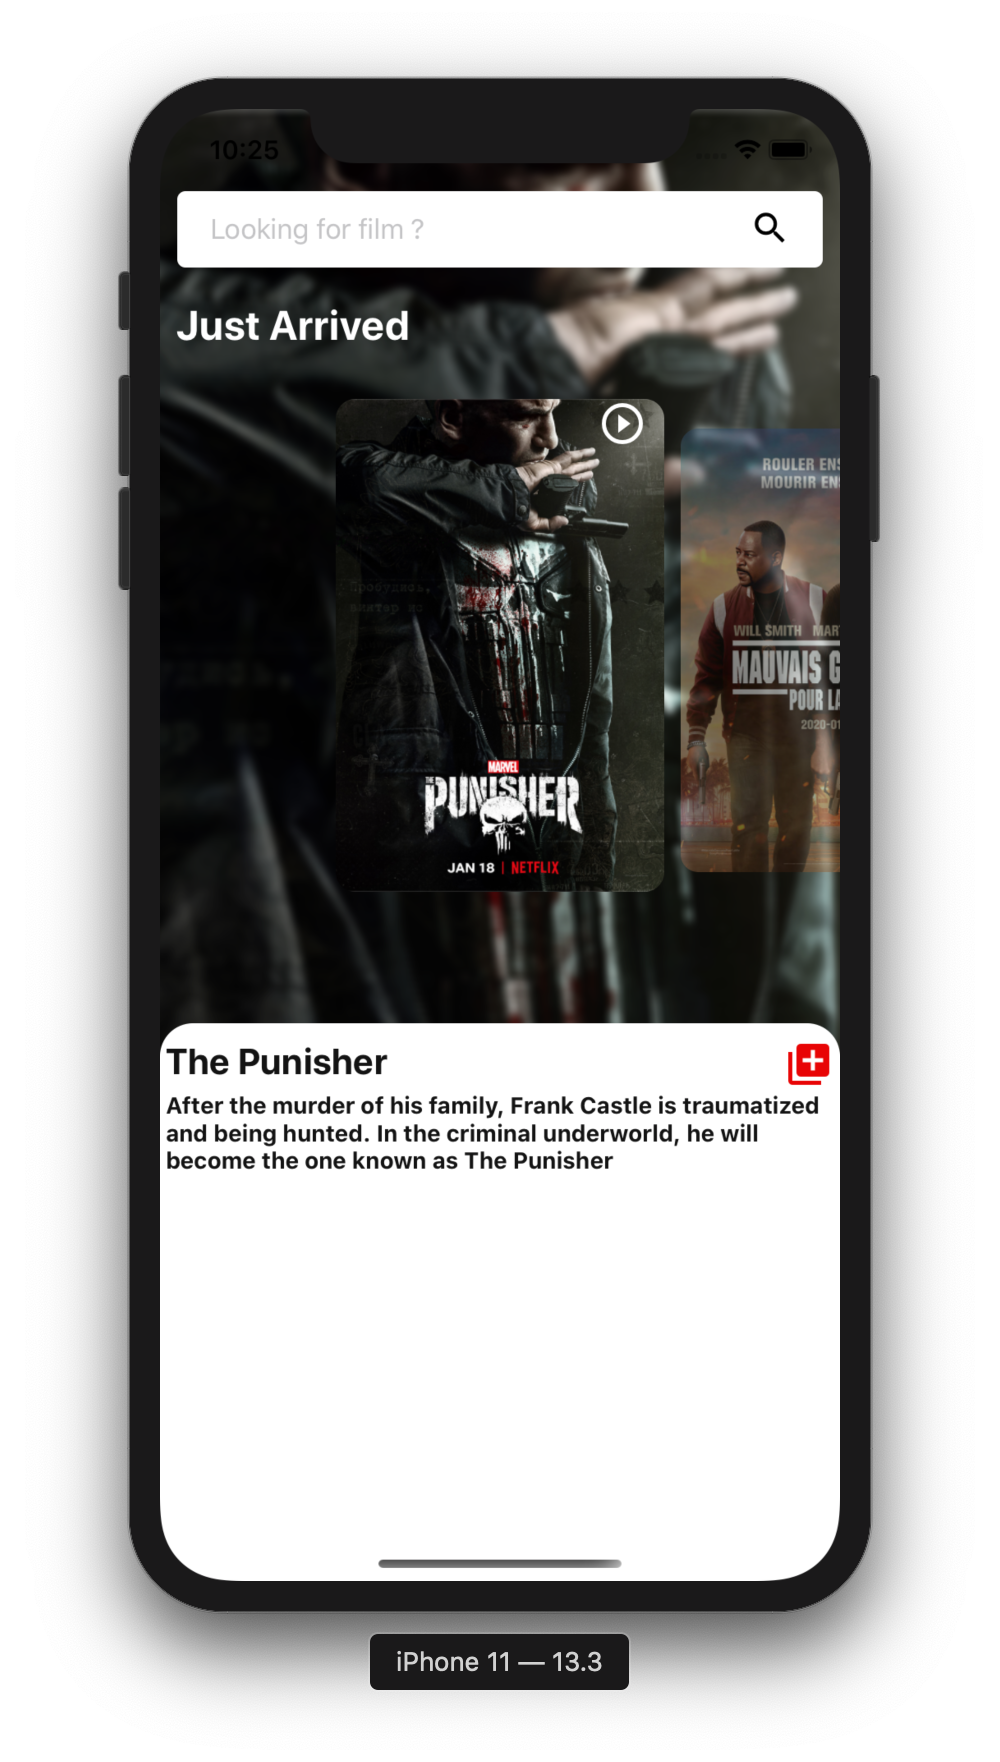 10:25
Looking for film ?
Just Arrived
MARVEL
PUNISHER
JAN 18 | NETFLIX
ROULER ENS
MOURIR EN
WILL SMITH MAR
MAUVAIS G
POUR LA
2020-01
The Punisher
After the murder of his family, Frank Castle is traumatized
and being hunted. In the criminal underworld, he will
become the one known as The Punisher
iPhone 11 — 13.3